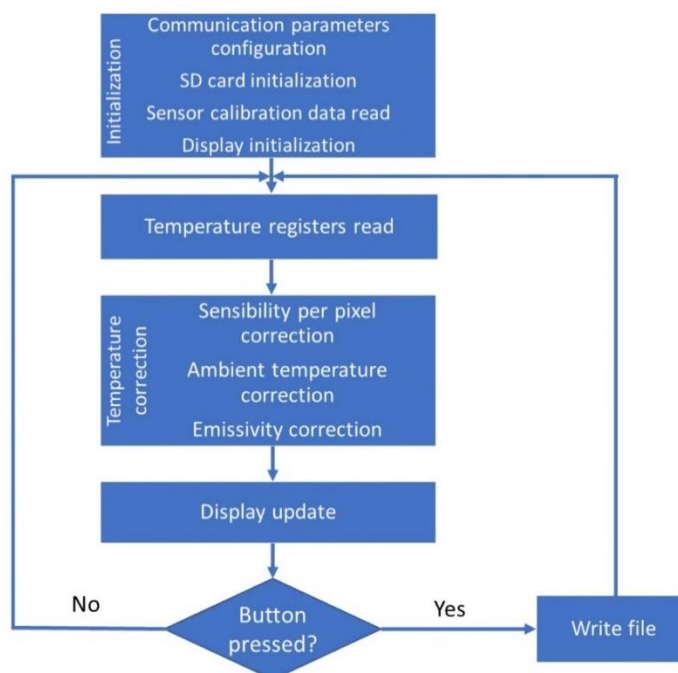 Initialization
Communication parameters
configuration
SD card initialization
Sensor calibration data read
Display initialization
Temperature registers read
Temperature
correction
Sensibility per pixel
correction
Ambient temperature
correction
Emissivity correction
Display update
No
Button
pressed?
Yes
Write file